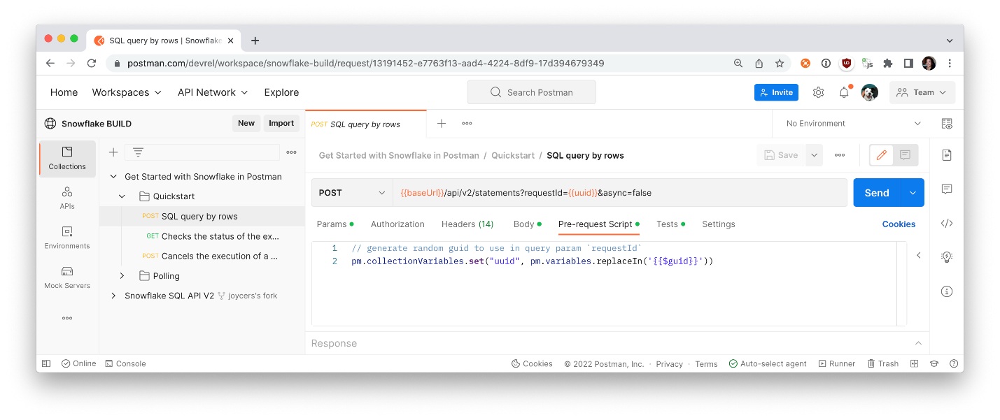 SQL query by rows | Snowflake
postman.com/devrel/workspace/snowflake-build/request/13191452-e7763f13-aad4-4224-8df9-17d394679349
Home Workspaces API Network Explore
Search Postman
Invite
Team
Snowflake BUILD
New Import
POST SQL query by rows
No Environment
Collections
APIs
Environments
Mock Servers
Get Started with Snowflake in Postman
Quickstart
POST SQL query by rows
GET Checks the status of the ex...
POST Cancels the execution of a ...
Polling
Snowflake SQL API V2 joycers's fork
Get Started with Snowflake in Postman / Quickstart / SQL query by rows
Save
POST {{baseUrl}}/api/v2/statements?requestId={{uuid}}&async=false
Send
Params Authorization Headers (14) Body Pre-request Script Tests Settings
Cookies
1 // generate random guid to use in query param `requestId`
2 pm.collectionVariables.set("uuid", pm.variables.replaceIn('{{$guid}}'))
Response
Online Console
Cookies © 2022 Postman, Inc. · Privacy · Terms
Auto-select agent Runner Trash